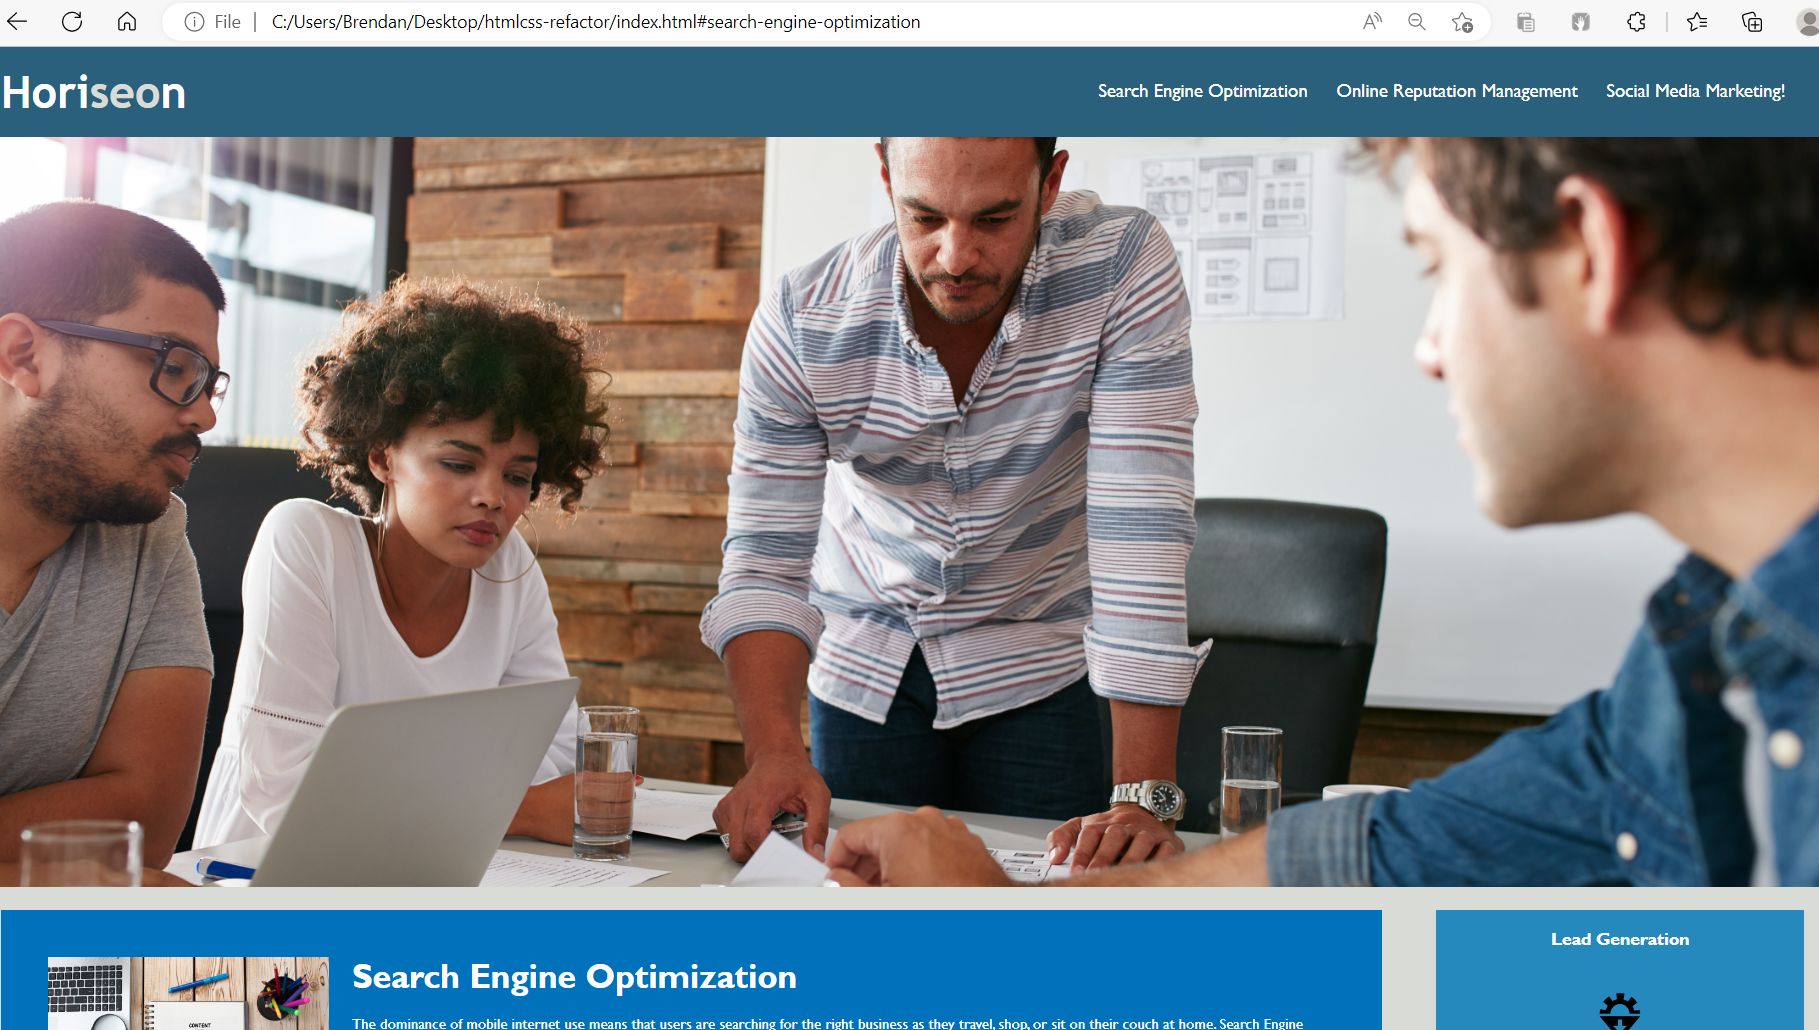 File
C:/Users/Brendan/Desktop/htmlcss-refactor/index.html#search-engine-optimization
Horiseon
Search Engine Optimization
Online Reputation Management
Social Media Marketing!
CONTENT
Search Engine Optimization
The dominance of mobile internet use means that users are searching for the right business as they travel, shop, or sit on their couch at home. Search Engine
Lead Generation